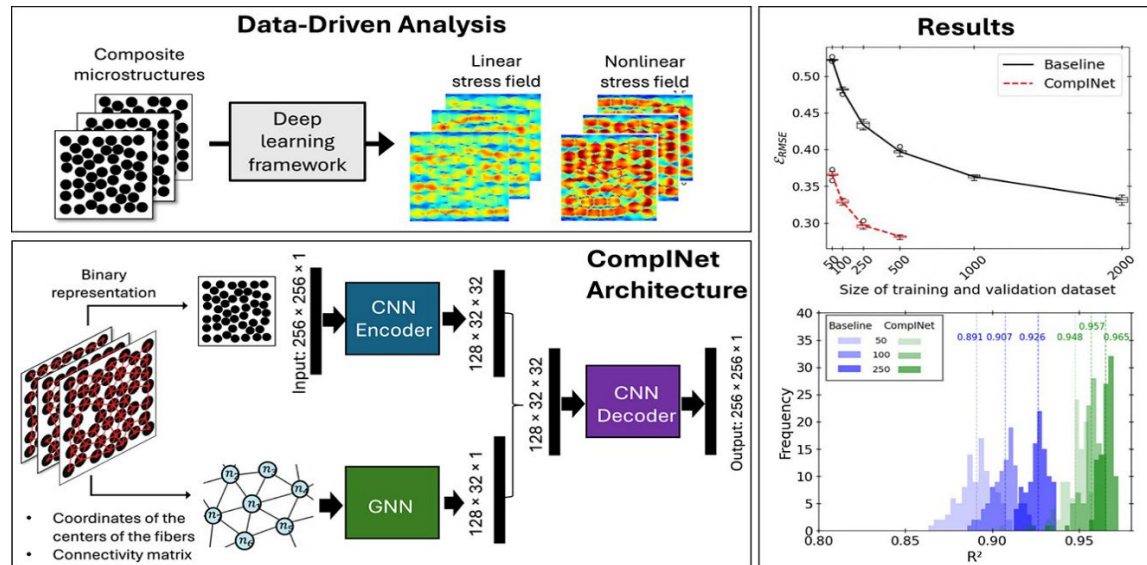 Data-Driven Analysis
Composite
microstructures
Deep
learning
framework
Linear
stress field
Nonlinear
stress field
CompINet
Architecture
Binary
representation
Input: 256 × 256 × 1
CNN
Encoder
128 × 32 × 32
128 × 32 × 32
CNN
Decoder
Output: 256 × 256 × 1
GNN
128 × 32 × 1
• Coordinates of the
centers of the fibers
• Connectivity matrix
Results
Baseline
CompINet
0.50
0.45
0.40
0.35
0.30
εRMSE
50
100
250
500
1000
2000
Size of training and validation dataset
40
35
30
25
20
15
10
5
0
Frequency
Baseline CompINet
50
100
250
0.891
0.907
0.926
0.948
0.957
0.965
0.80
0.85
0.90
0.95
R²